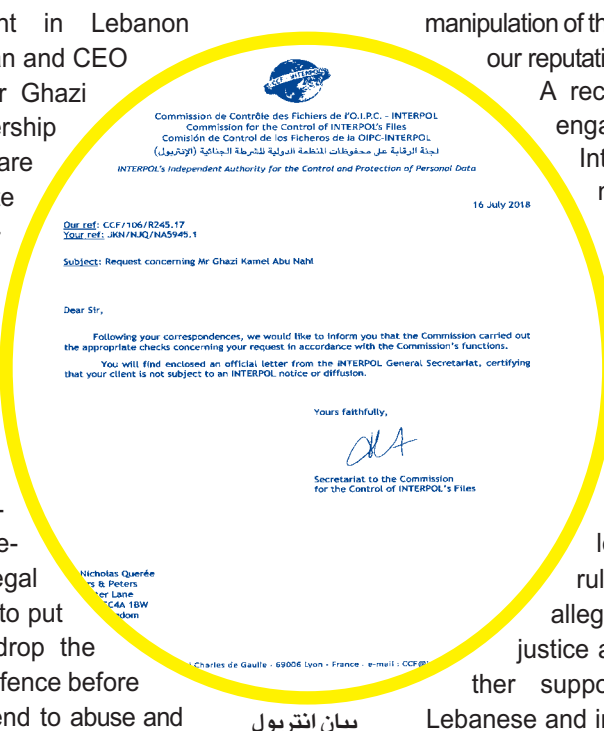 nt in Lebanon
an and CEO
r Ghazi
ership
are
te
-
e-
egal
to put
drop the
fence before
end to abuse and
Commission de Contrôle des Fichiers de l'O.I.P.C. - INTERPOL
Commission for the Control of INTERPOL's Files
Comisión de Control de los Ficheros de la OIPC-INTERPOL
لجنة الرقابة على محفوظات المنظمة الدولية للشرطة الجنائية (الإنتربول)
INTERPOL's Independent Authority for the Control and Protection of Personal Data
16 July 2018
Our ref: CCF/106/R245.17
Your ref: JKN/NJQ/NA5945.1
Subject: Request concerning Mr Ghazi Kamel Abu Nahl
Dear Sir,
Following your correspondences, we would like to inform you that the Commission carried out
the appropriate checks concerning your request in accordance with the Commission's functions.
You will find enclosed an official letter from the INTERPOL General Secretariat, certifying
that your client is not subject to an INTERPOL notice or diffusion.
Yours faithfully,
Secretariat to the Commission
for the Control of INTERPOL's Files
Nicholas Querée
rs & Peters
er Lane
EC4A 1BW
dom
Charles de Gaulle - 69006 Lyon - France - e-mail : CCF@
بيان انتربول
manipulation of th
our reputati
A rec
enga
Int
r
le
rul
alleg
justice a
ther suppo
Lebanese and ir